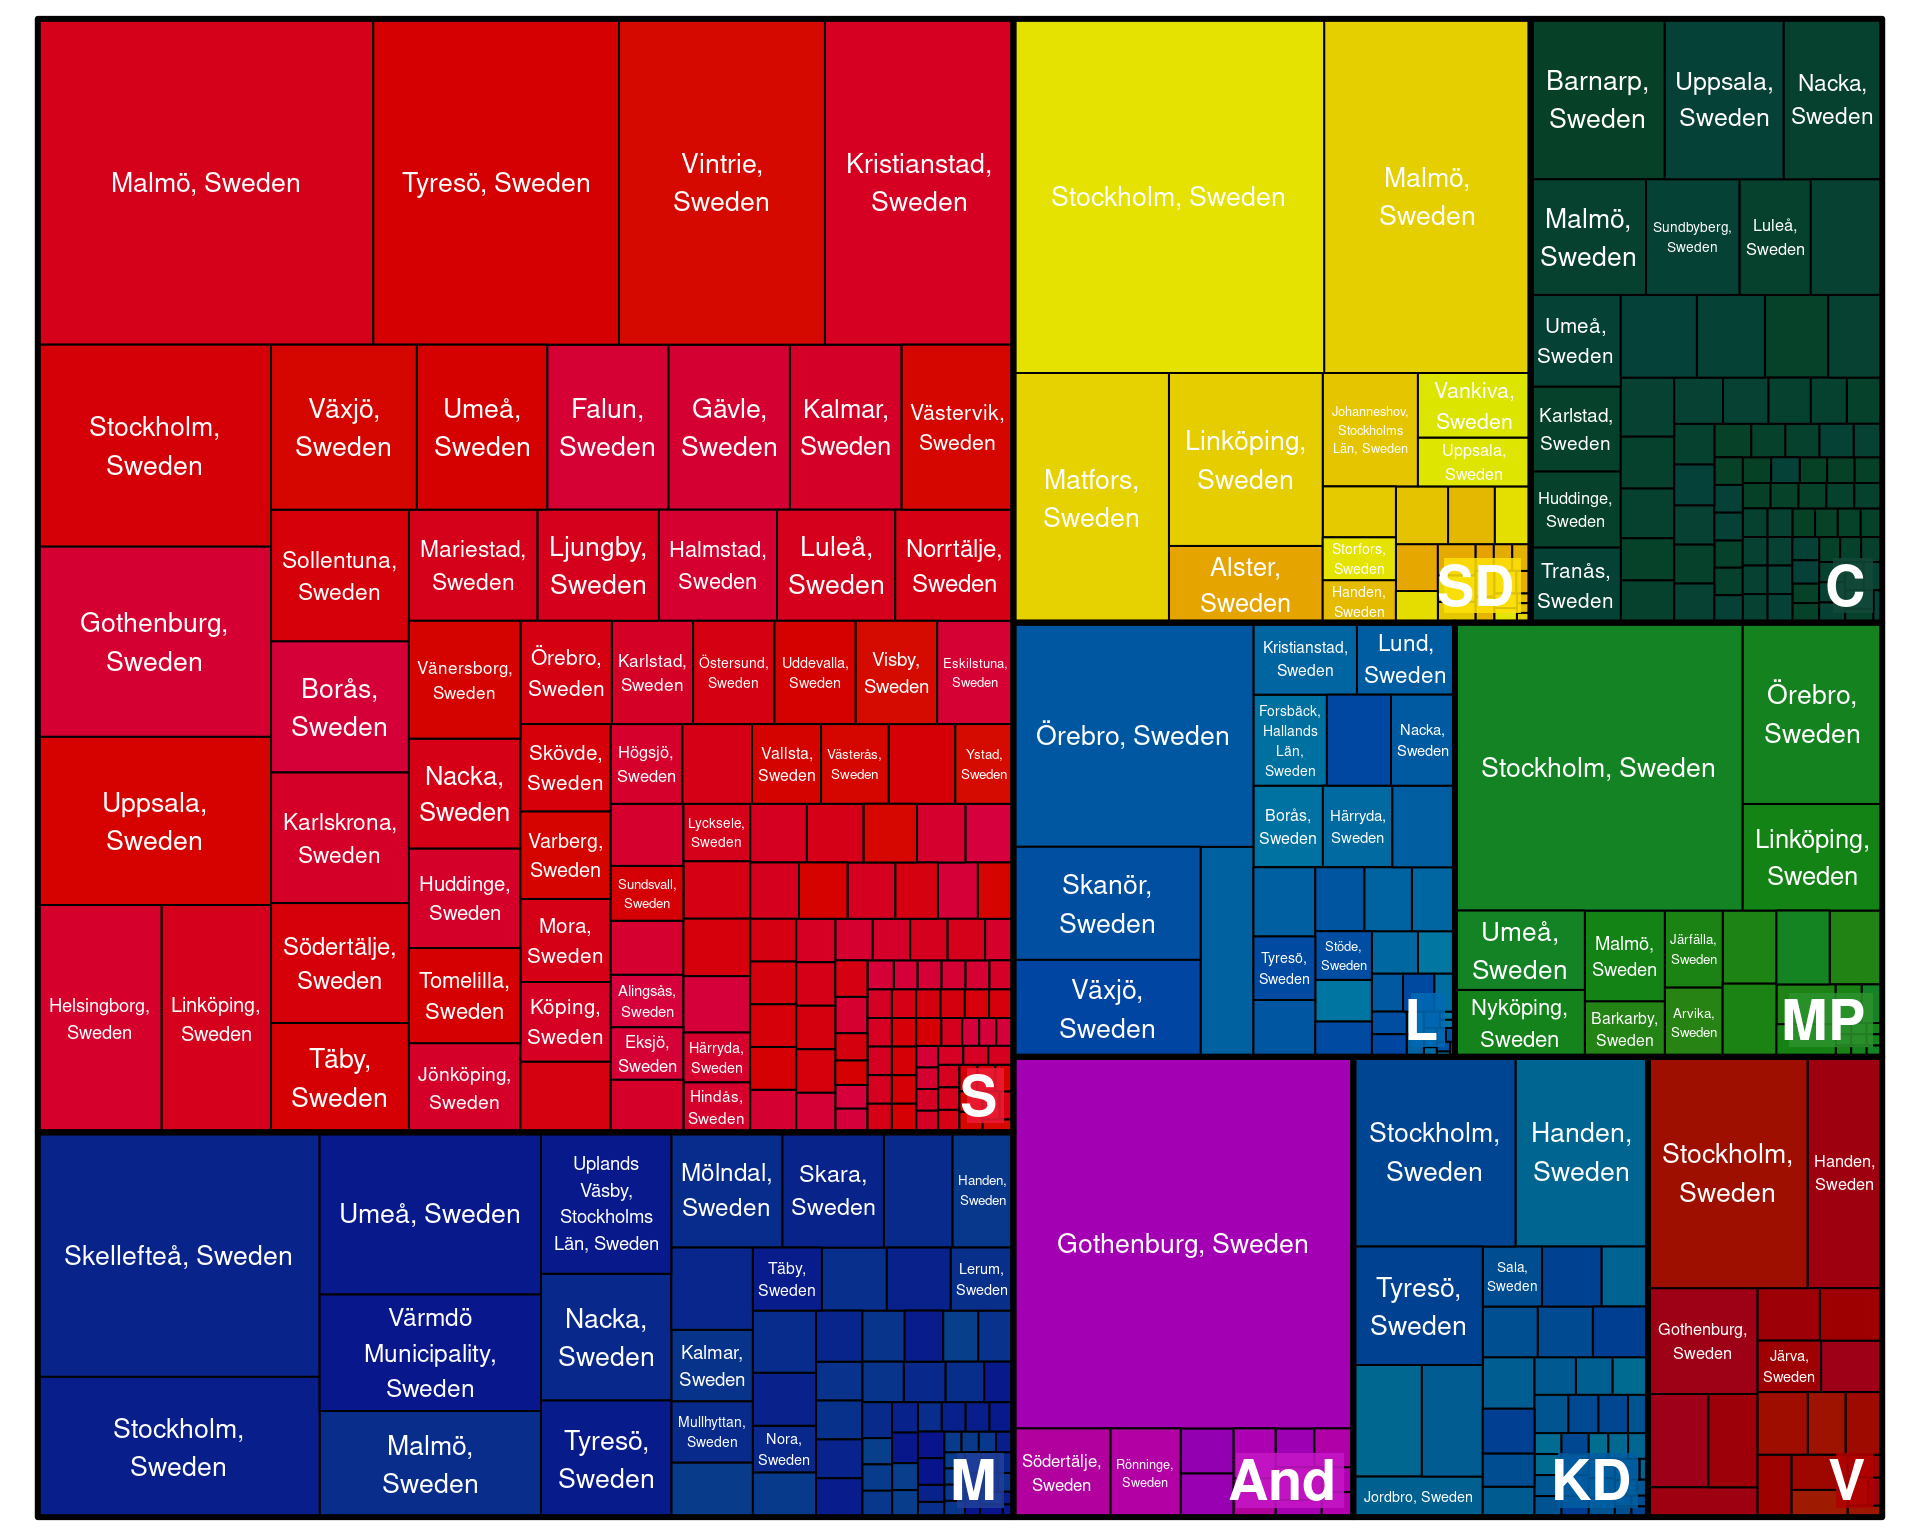 Malmö, Sweden
Tyresö, Sweden
Vintrie,
Sweden
Kristianstad,
Sweden
Stockholm,
Sweden
Växjö,
Sweden
Umeå,
Sweden
Falun,
Sweden
Gävle,
Sweden
Kalmar,
Sweden
Västervik,
Sweden
Gothenburg,
Sweden
Sollentuna,
Sweden
Mariestad,
Sweden
Ljungby,
Sweden
Halmstad,
Sweden
Luleå,
Sweden
Norrtälje,
Sweden
Borås,
Sweden
Vänersborg,
Sweden
Örebro,
Sweden
Karlstad,
Sweden
Östersund,
Sweden
Uddevalla,
Sweden
Visby,
Sweden
Eskilstuna,
Sweden
Uppsala,
Sweden
Karlskrona,
Sweden
Nacka,
Sweden
Skövde,
Sweden
Högsjö,
Sweden
Vallsta,
Sweden
Västerås,
Sweden
Ystad,
Sweden
Huddinge,
Sweden
Varberg,
Sweden
Sundsvall,
Sweden
Lycksele,
Sweden
Helsingborg,
Sweden
Linköping,
Sweden
Södertälje,
Sweden
Täby,
Sweden
Tomelilla,
Sweden
Jönköping,
Sweden
Mora,
Sweden
Köping,
Sweden
Alingsås,
Sweden
Eksjö,
Sweden
Härryda,
Sweden
Hindås,
Sweden
S
Stockholm, Sweden
Malmö,
Sweden
Matfors,
Sweden
Linköping,
Sweden
Alster,
Sweden
Johanneshov,
Stockholms
Län, Sweden
Vankiva,
Sweden
Uppsala,
Sweden
Storfors,
Sweden
Handen,
Sweden
SD
Barnarp,
Sweden
Uppsala,
Sweden
Nacka,
Sweden
Malmö,
Sweden
Sundbyberg,
Sweden
Luleå,
Sweden
Umeå,
Sweden
Karlstad,
Sweden
Huddinge,
Sweden
Tranås,
Sweden
C
Örebro, Sweden
Kristianstad,
Sweden
Lund,
Sweden
Forsbäck,
Hallands
Län,
Sweden
Nacka,
Sweden
Borås,
Sweden
Härryda,
Sweden
Skanör,
Sweden
Växjö,
Sweden
Tyresö,
Sweden
Stöde,
Sweden
L
Stockholm, Sweden
Örebro,
Sweden
Linköping,
Sweden
Umeå,
Sweden
Nyköping,
Sweden
Malmö,
Sweden
Barkarby,
Sweden
Järfälla,
Sweden
Arvika,
Sweden
MP
Skellefteå, Sweden
Stockholm,
Sweden
Umeå, Sweden
Värmdö
Municipality,
Sweden
Malmö,
Sweden
Uplands
Väsby,
Stockholms
Län, Sweden
Nacka,
Sweden
Tyresö,
Sweden
Mölndal,
Sweden
Skara,
Sweden
Handen,
Sweden
Täby,
Sweden
Lerum,
Sweden
Kalmar,
Sweden
Mullhyttan,
Sweden
Nora,
Sweden
M
Gothenburg, Sweden
Södertälje,
Sweden
Rönninge,
Sweden
And
Stockholm,
Sweden
Handen,
Sweden
Tyresö,
Sweden
Sala,
Sweden
Jordbro, Sweden
KD
Stockholm,
Sweden
Handen,
Sweden
Gothenburg,
Sweden
Järva,
Sweden
V